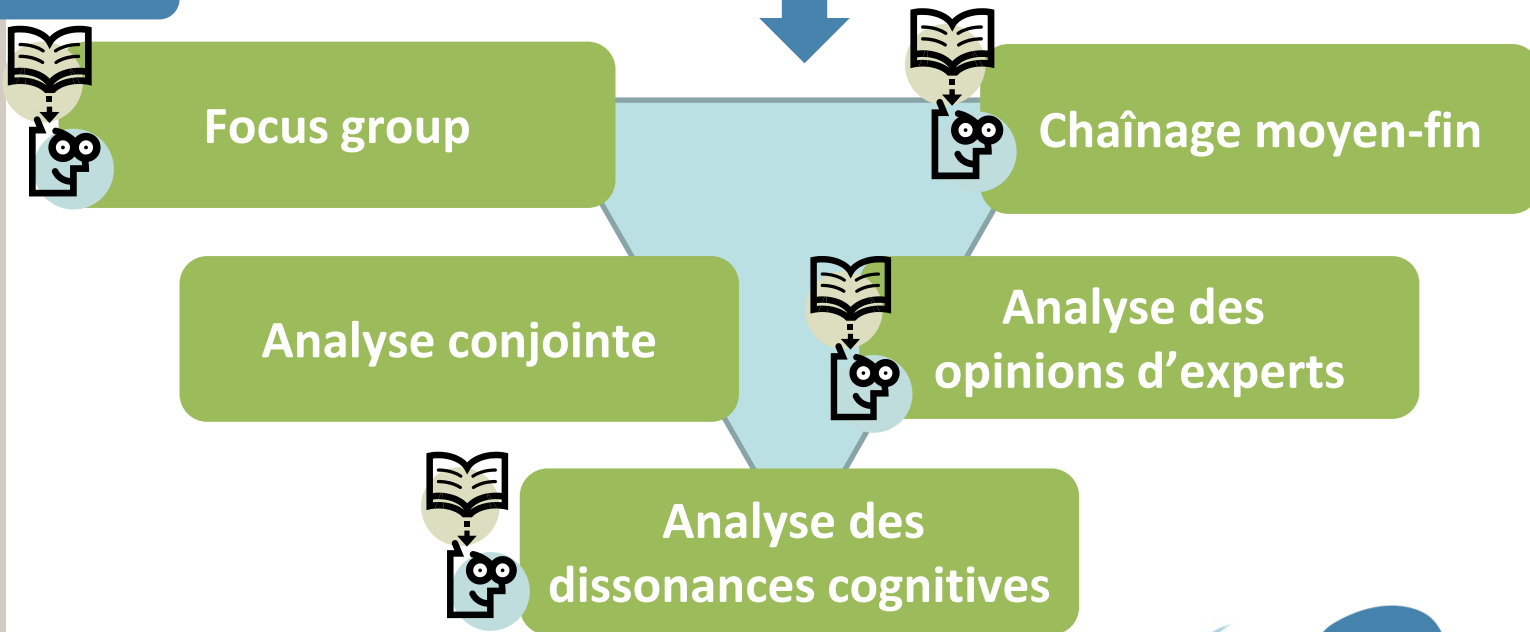 Focus group
Chaînage moyen-fin
Analyse conjointe
Analyse des
opinions d’experts
Analyse des
dissonances cognitives